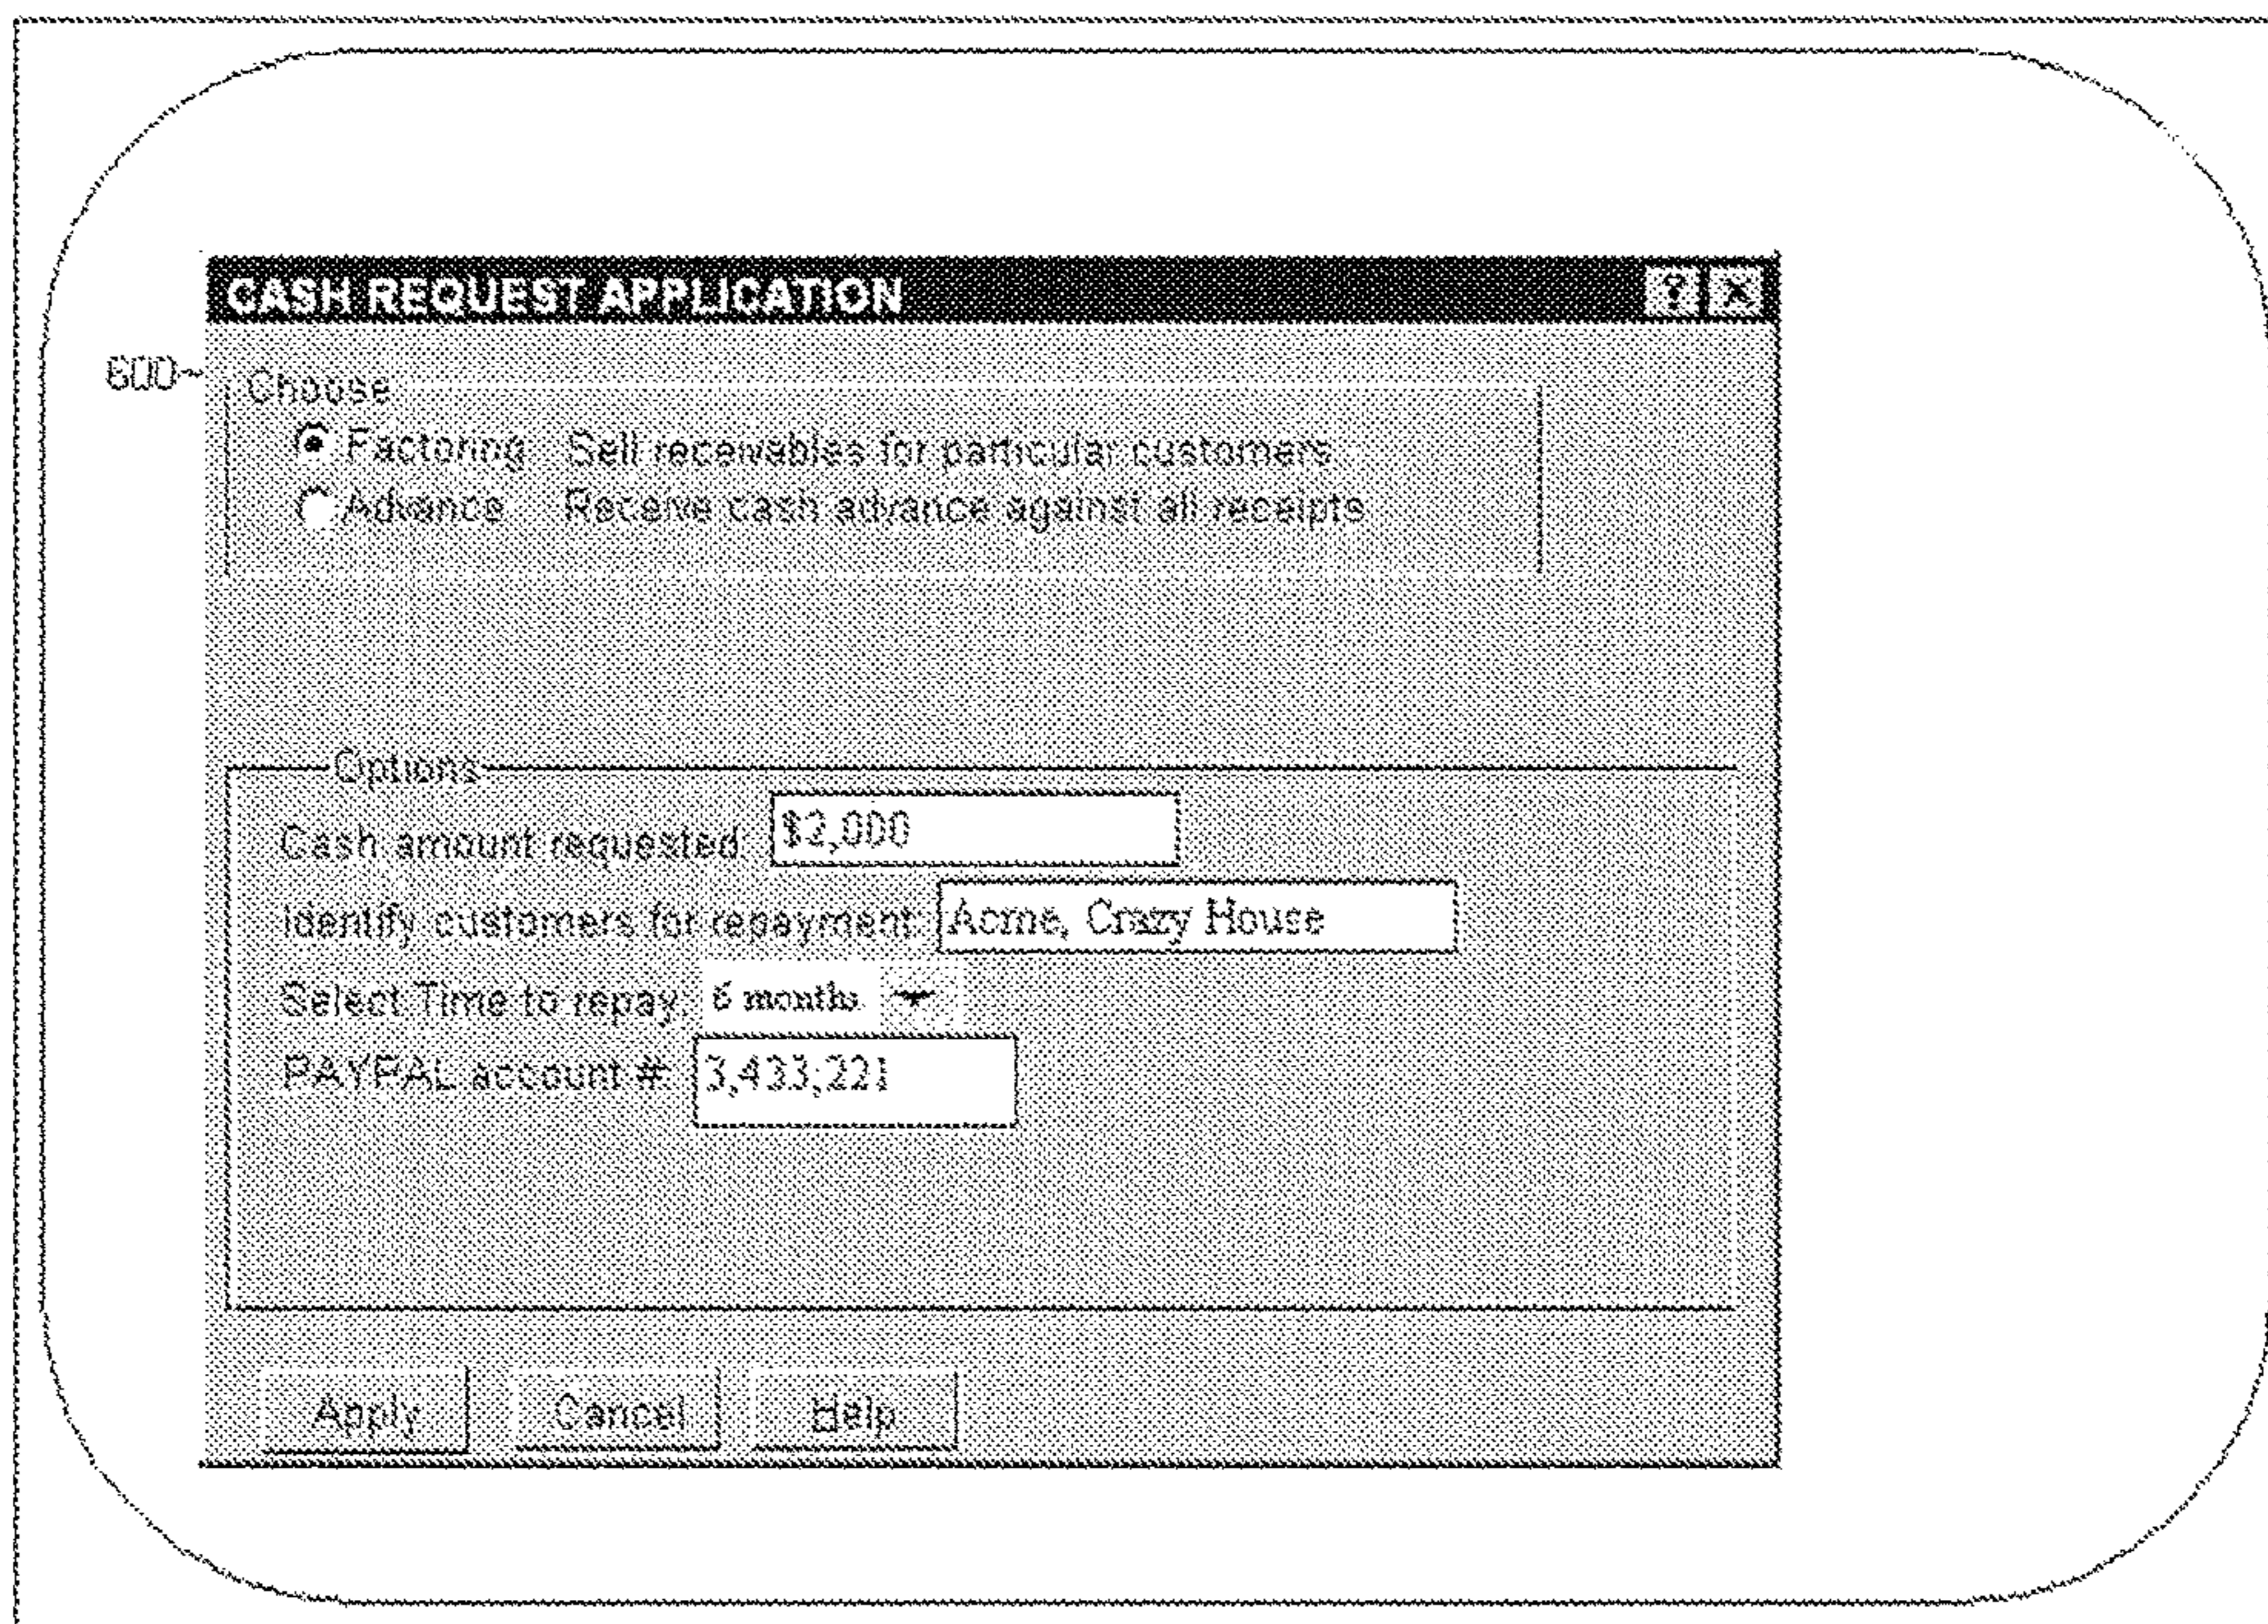 CASH REQUEST APPLICATION ? X
600~
Choose
Factoring Sell receivables for particular customers
Advance Receive cash advance against all receipts
Options
Cash amount requested: $2,000
Identify customers for repayment: Acme, Crazy House
Select Time to repay: 6 months
PAYPAL account #: 3,433,221
Apply Cancel Help